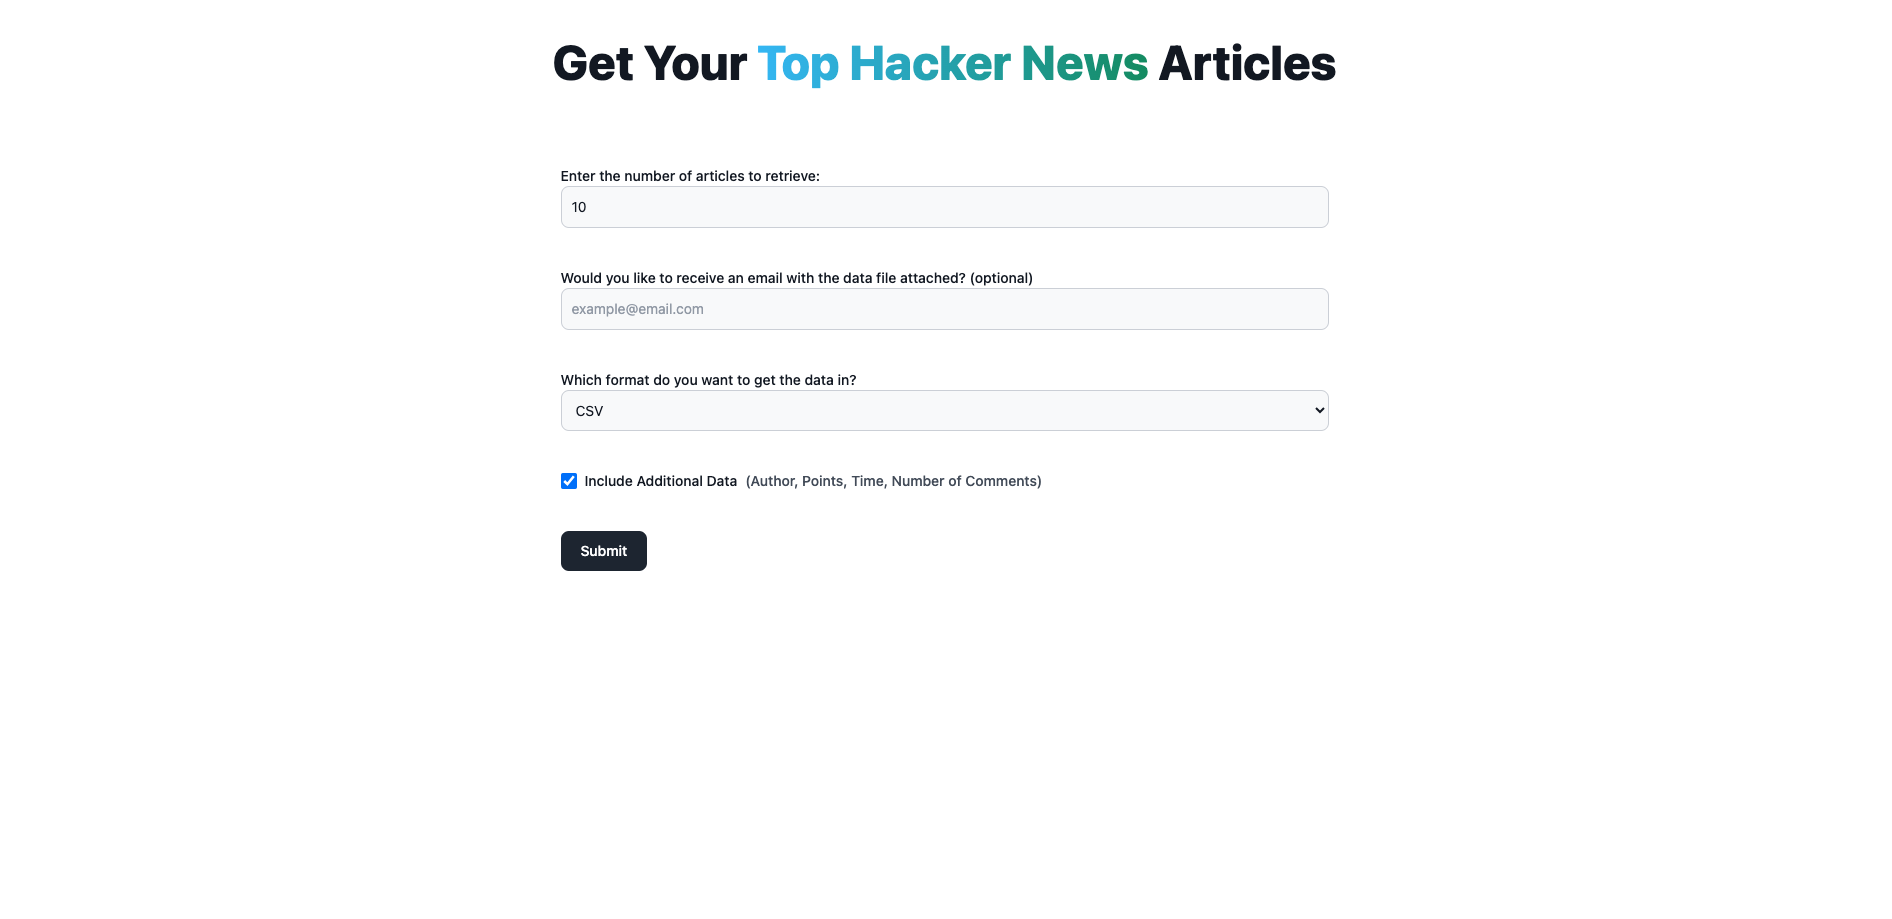 Get Your Top Hacker News Articles
Enter the number of articles to retrieve:
10
Would you like to receive an email with the data file attached? (optional)
example@email.com
Which format do you want to get the data in?
CSV
Include Additional Data (Author, Points, Time, Number of Comments)
Submit